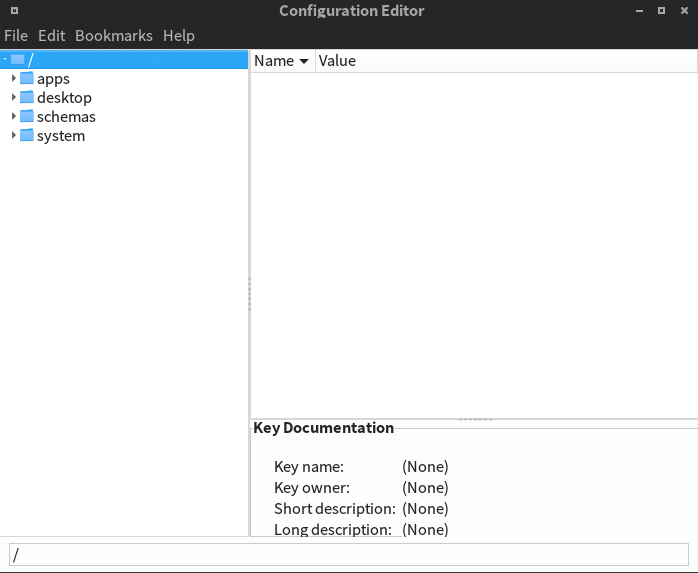 Configuration Editor
File Edit Bookmarks Help
/
apps
desktop
schemas
system
Name Value
Key Documentation
Key name: (None)
Key owner: (None)
Short description: (None)
Long description: (None)
/